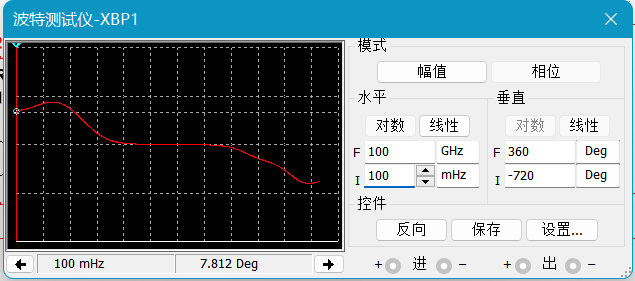 波特测试仪-XBP1
模式
幅值 相位
水平 垂直
对数 线性 对数 线性
F 100 GHz F 360 Deg
I 100 mHz I -720 Deg
控件
反向 保存 设置...
100 mHz 7.812 Deg
+ 进 - + 出 -